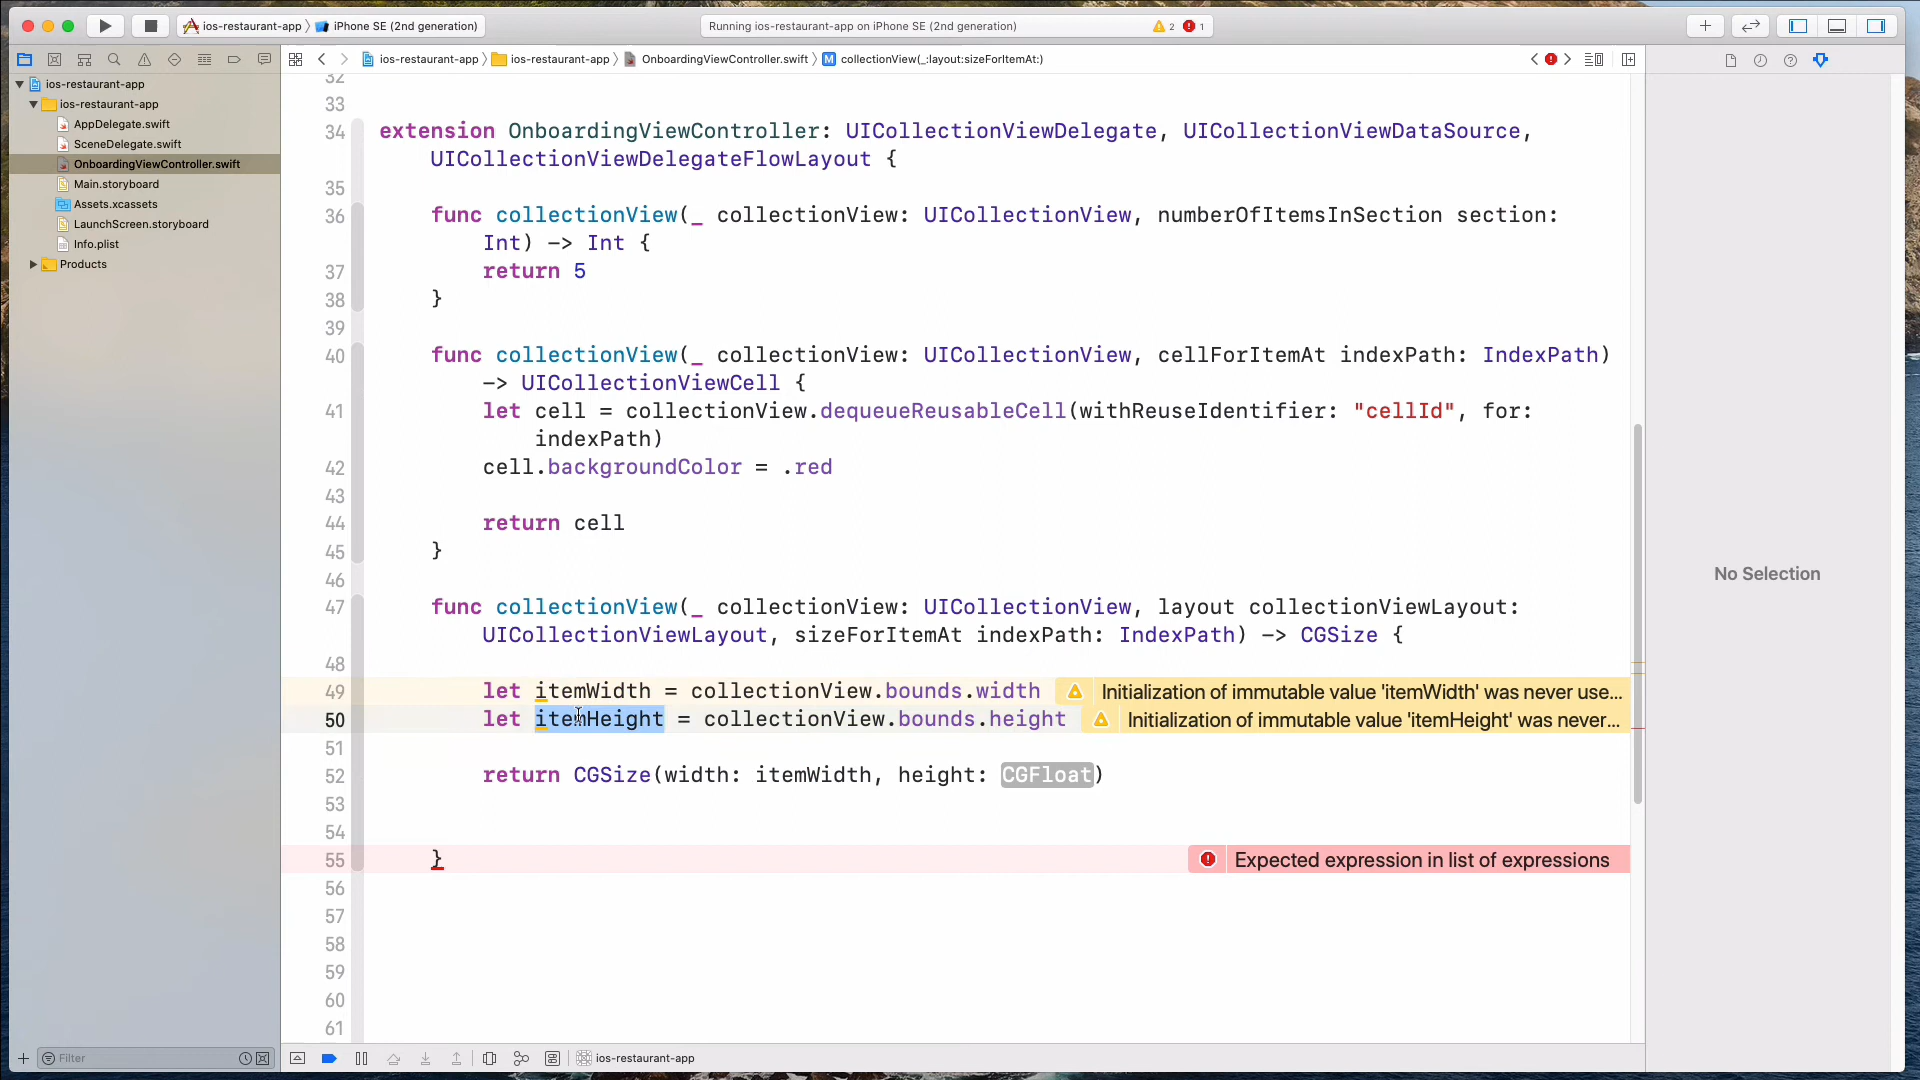 ios-restaurant-app iPhone SE (2nd generation)
Running ios-restaurant-app on iPhone SE (2nd generation)
2 1
ios-restaurant-app ios-restaurant-app OnboardingViewController.swift M collectionView(_:layout:sizeForItemAt:)
ios-restaurant-app
ios-restaurant-app
AppDelegate.swift
SceneDelegate.swift
OnboardingViewController.swift
Main.storyboard
Assets.xcassets
LaunchScreen.storyboard
Info.plist
Products
32
33
34 extension OnboardingViewController: UICollectionViewDelegate, UICollectionViewDataSource,
UICollectionViewDelegateFlowLayout {
35
36 func collectionView(_ collectionView: UICollectionView, numberOfItemsInSection section:
Int) -> Int {
37 return 5
38 }
39
40 func collectionView(_ collectionView: UICollectionView, cellForItemAt indexPath: IndexPath)
-> UICollectionViewCell {
41 let cell = collectionView.dequeueReusableCell(withReuseIdentifier: "cellId", for:
indexPath)
42 cell.backgroundColor = .red
43
44 return cell
45 }
46
47 func collectionView(_ collectionView: UICollectionView, layout collectionViewLayout:
UICollectionViewLayout, sizeForItemAt indexPath: IndexPath) -> CGSize {
48
49 let itemWidth = collectionView.bounds.width Initialization of immutable value 'itemWidth' was never use...
50 let itemHeight = collectionView.bounds.height Initialization of immutable value 'itemHeight' was never...
51
52 return CGSize(width: itemWidth, height: CGFloat)
53
54
55 } Expected expression in list of expressions
56
57
58
59
60
61
No Selection
Filter
ios-restaurant-app